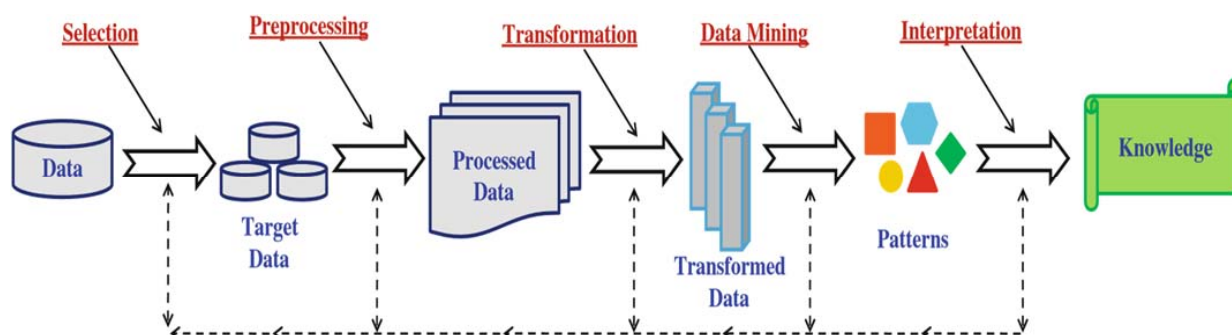 Selection
Preprocessing
Transformation
Data Mining
Interpretation
Data
Target
Data
Processed
Data
Transformed
Data
Patterns
Knowledge